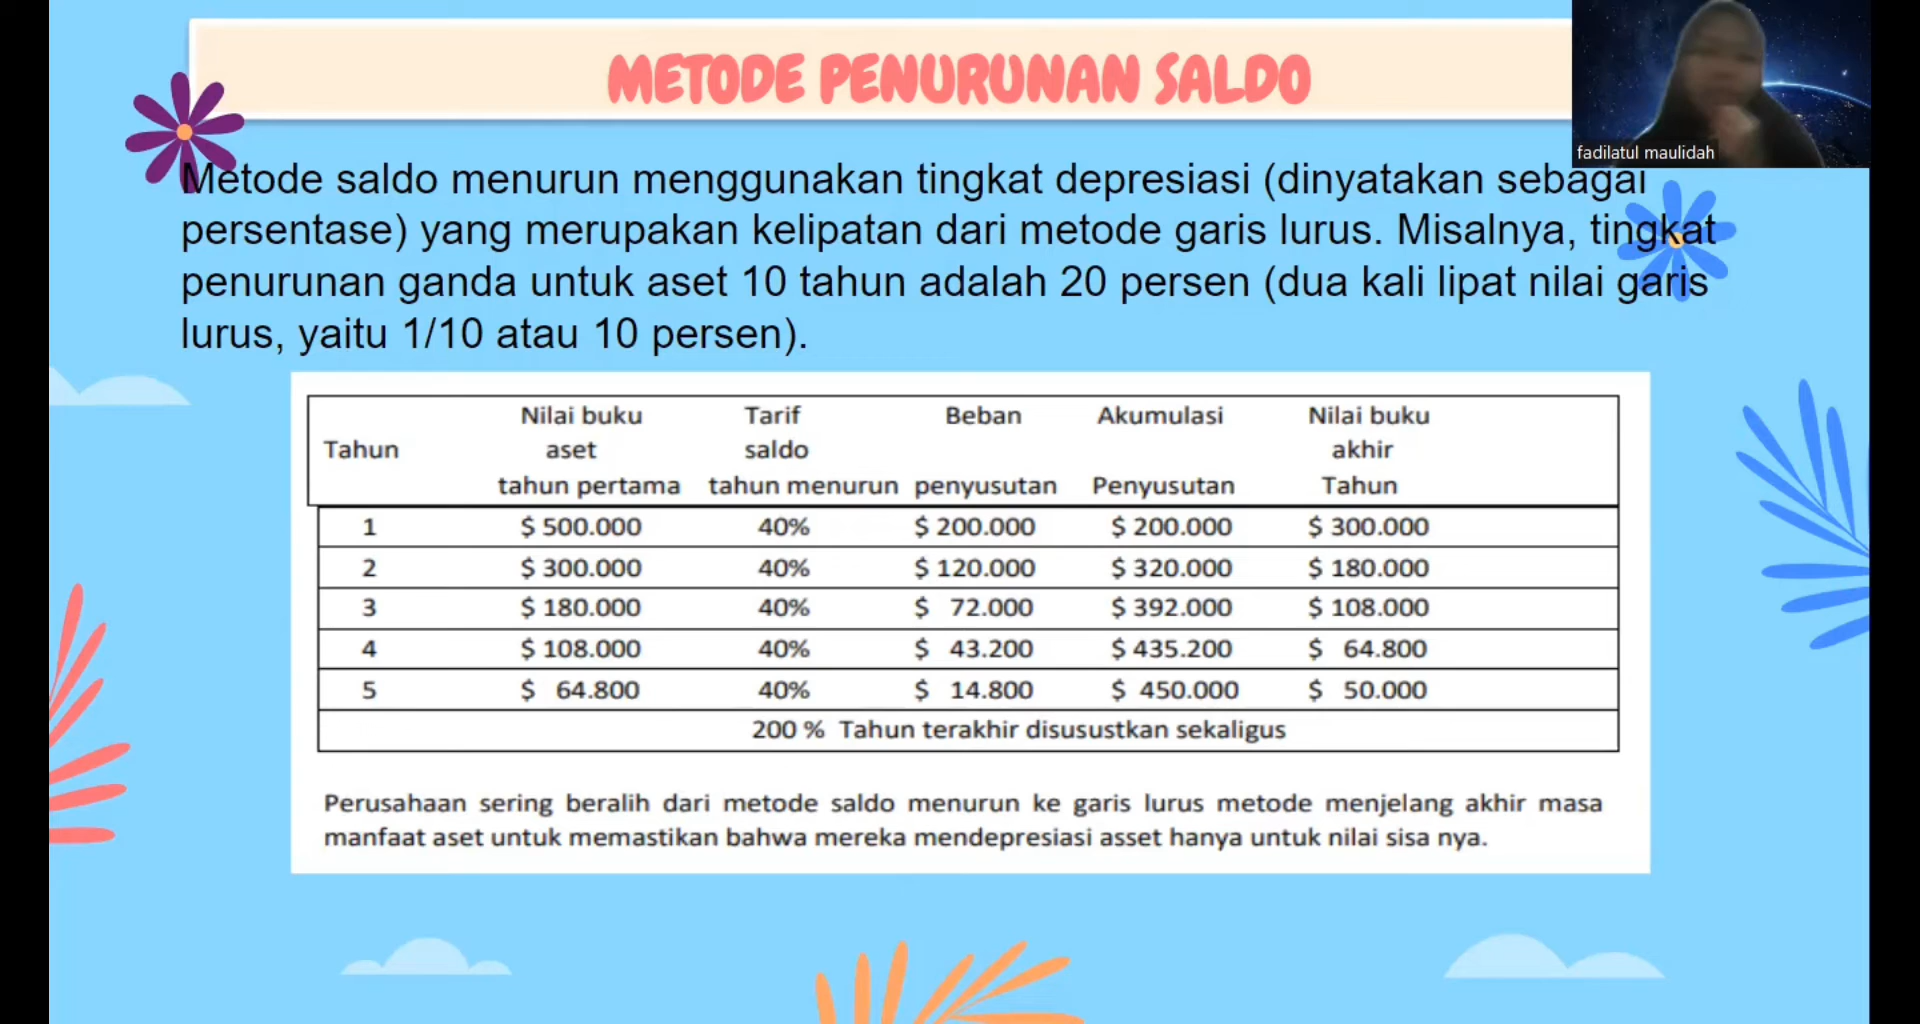 METODE PENURUNAN SALDO
fadilatul maulidah
Metode saldo menurun menggunakan tingkat depresiasi (dinyatakan sebagai
persentase) yang merupakan kelipatan dari metode garis lurus. Misalnya, tingkat
penurunan ganda untuk aset 10 tahun adalah 20 persen (dua kali lipat nilai garis
lurus, yaitu 1/10 atau 10 persen).
Nilai buku Tarif Beban Akumulasi Nilai buku
Tahun aset saldo akhir
tahun pertama tahun menurun penyusutan Penyusutan Tahun
1 $ 500.000 40% $ 200.000 $ 200.000 $ 300.000
2 $ 300.000 40% $ 120.000 $ 320.000 $ 180.000
3 $ 180.000 40% $ 72.000 $ 392.000 $ 108.000
4 $ 108.000 40% $ 43.200 $ 435.200 $ 64.800
5 $ 64.800 40% $ 14.800 $ 450.000 $ 50.000
200 % Tahun terakhir disusustkan sekaligus
Perusahaan sering beralih dari metode saldo menurun ke garis lurus metode menjelang akhir masa
manfaat aset untuk memastikan bahwa mereka mendepresiasi asset hanya untuk nilai sisa nya.